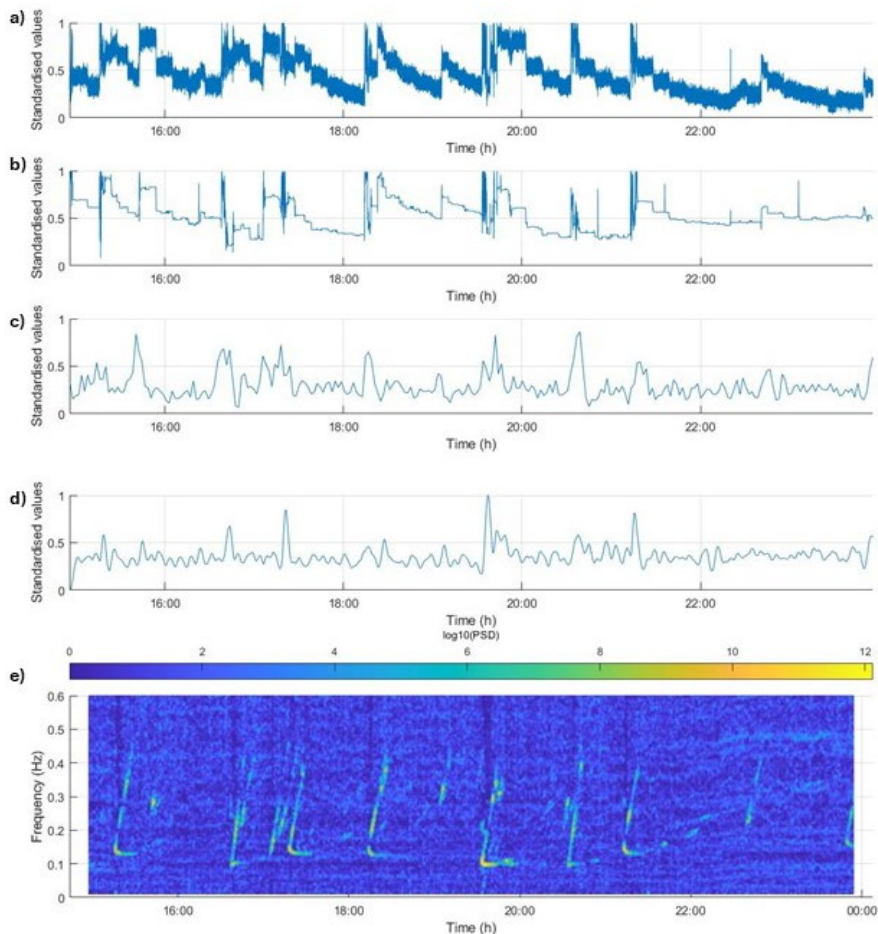 a)
Standardised values
1
0.5
0
16:00 18:00 20:00 22:00
Time (h)
b)
Standardised values
1
0.5
0
16:00 18:00 20:00 22:00
Time (h)
c)
Standardised values
1
0.5
0
16:00 18:00 20:00 22:00
Time (h)
d)
Standardised values
1
0.5
0
16:00 18:00 20:00 22:00
Time (h)
log10(PSD)
0 2 4 6 8 10 12
e)
Frequency (Hz)
0.6
0.5
0.4
0.3
0.2
0.1
0
16:00 18:00 20:00 22:00 00:00
Time (h)